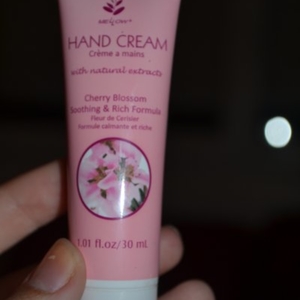 HAND CREAM
Crème a mains
with natural extracts
Cherry Blossom
Soothing & Rich Formula
Fleur de Cerisier
Formule calmante et riche
1.01 fl.oz/30 mL